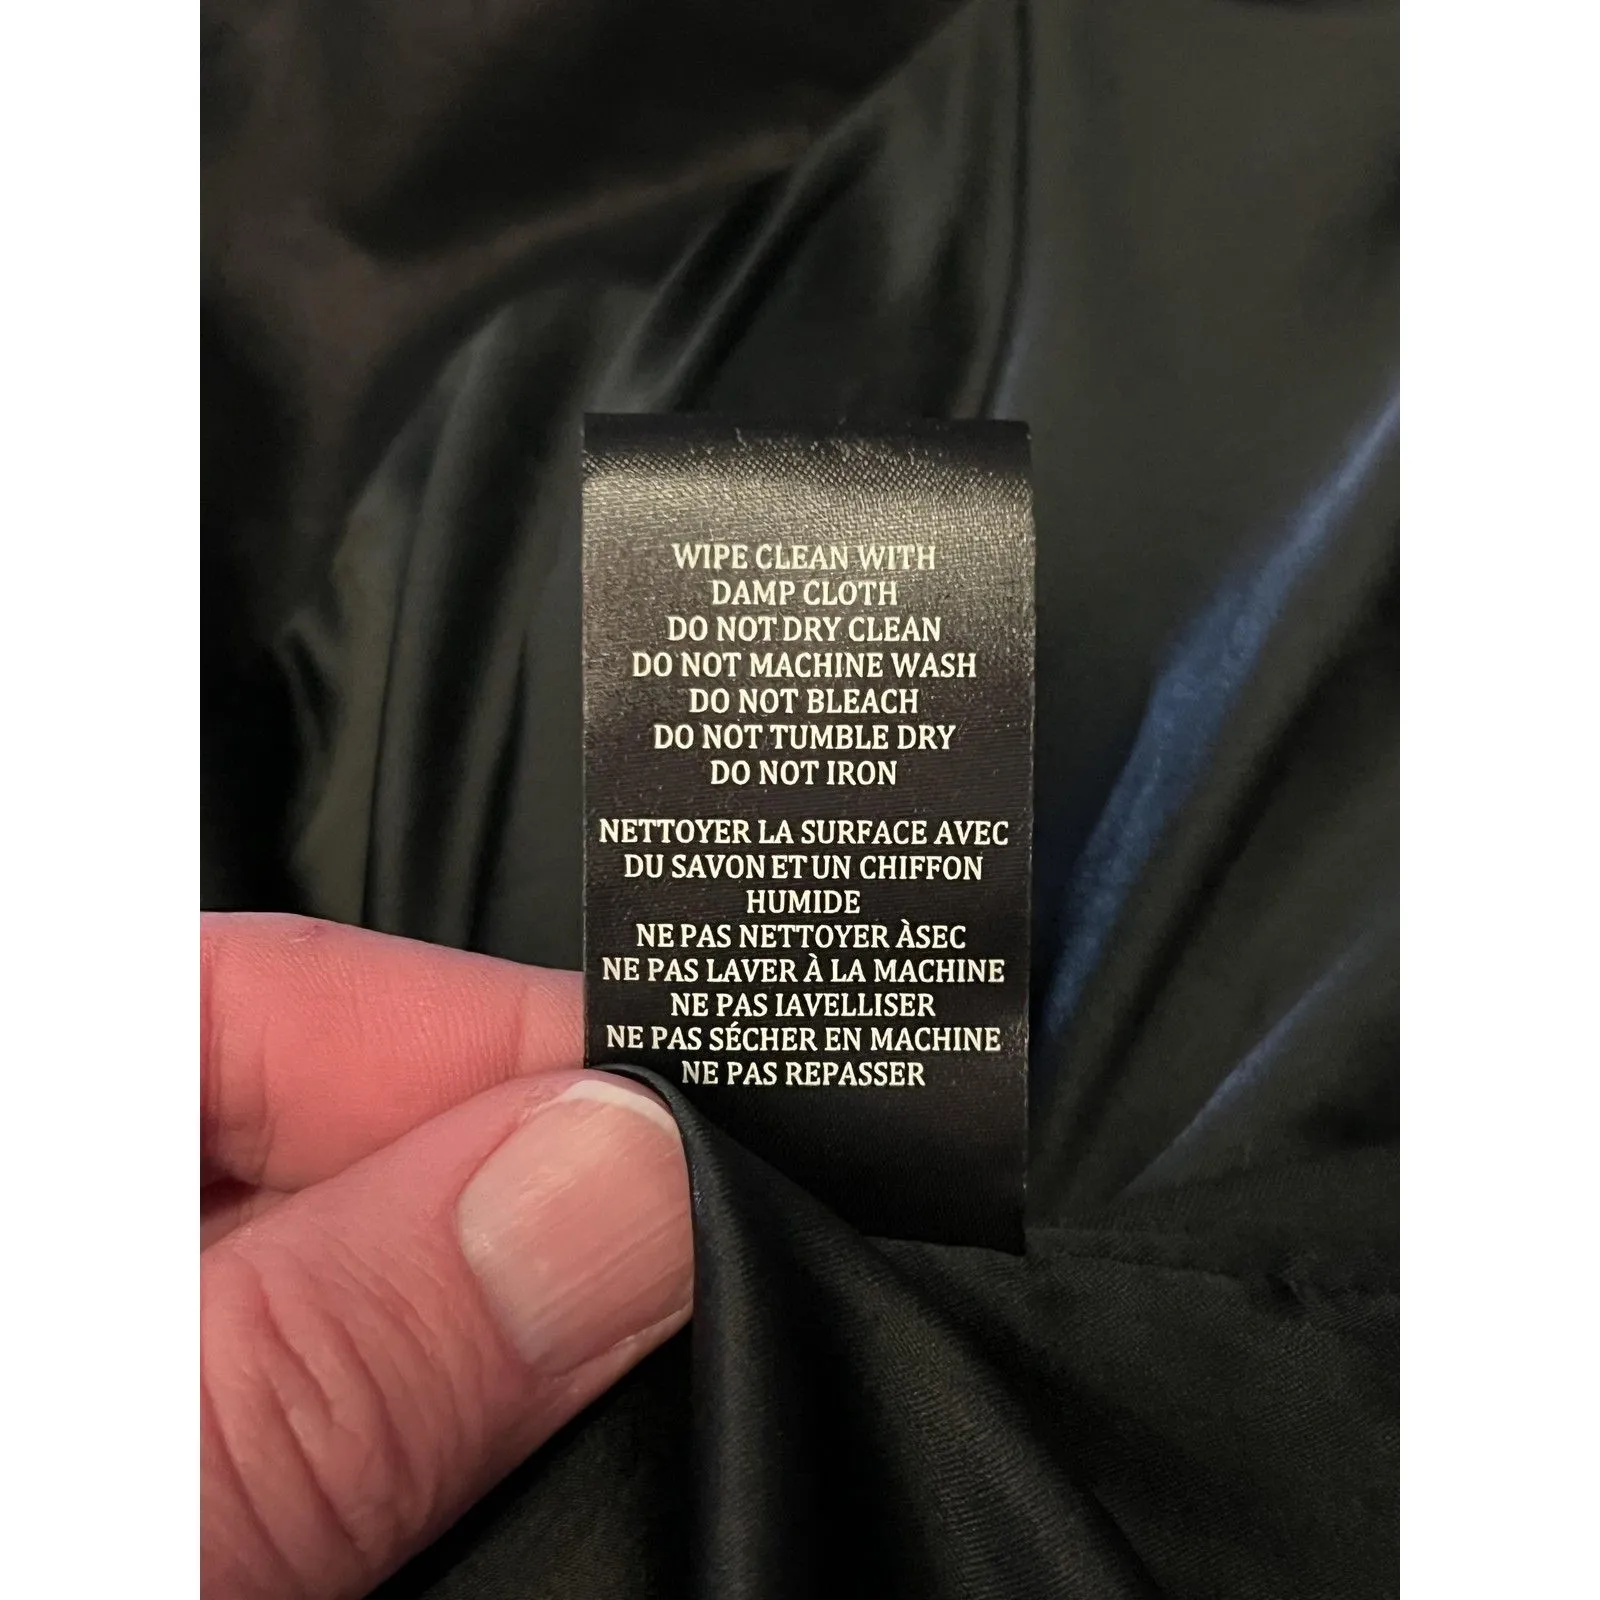 WIPE CLEAN WITH
DAMP CLOTH
DO NOT DRY CLEAN
DO NOT MACHINE WASH
DO NOT BLEACH
DO NOT TUMBLE DRY
DO NOT IRON
NETTOYER LA SURFACE AVEC
DU SAVON ET UN CHIFFON
HUMIDE
NE PAS NETTOYER ÀSEC
NE PAS LAVER À LA MACHINE
NE PAS IAVELLISER
NE PAS SÉCHER EN MACHINE
NE PAS REPASSER